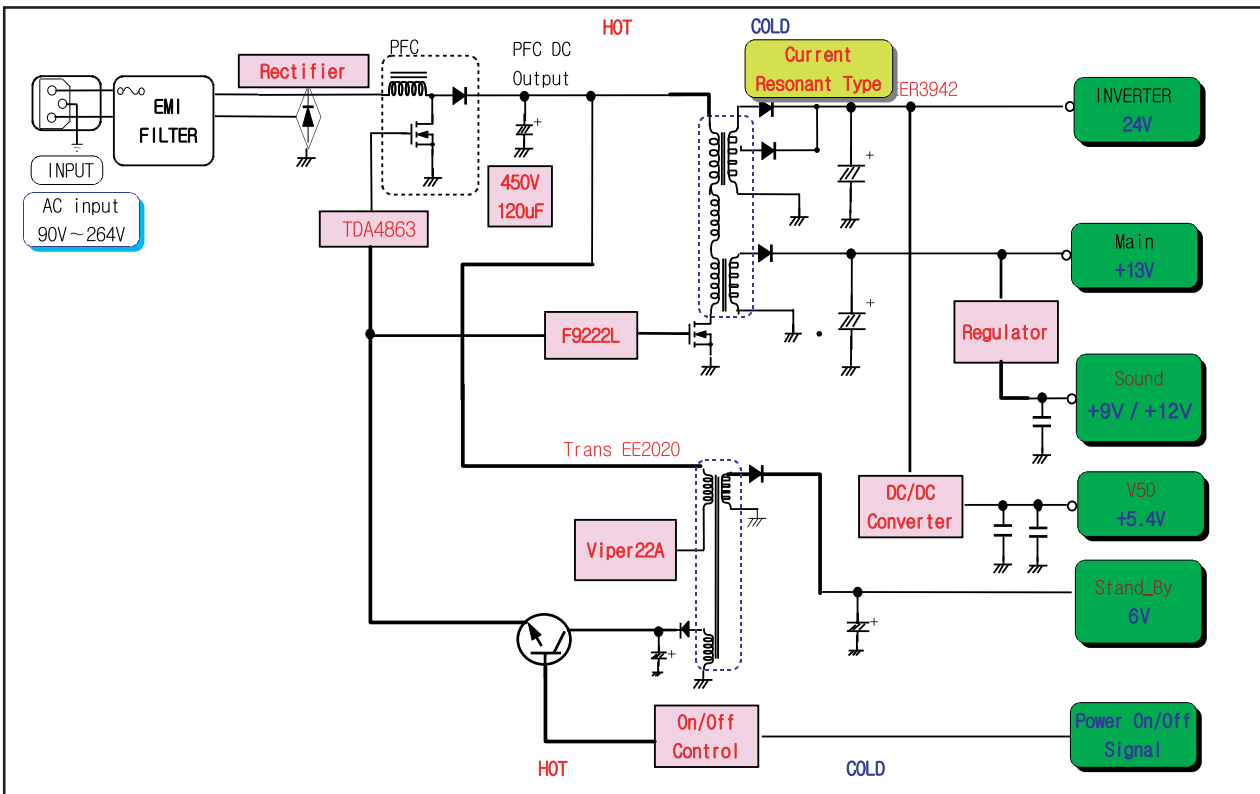 HOT
COLD
PFC
PFC DC
Output
Current
Resonant Type
EER3942
Rectifier
EMI
FILTER
INPUT
AC input
90V~264V
TDA4863
450V
120uF
INVERTER
24V
Main
+13V
F9222L
Regulator
Sound
+9V / +12V
Trans EE2020
DC/DC
Converter
V5D
+5.4V
Viper22A
Stand_By
6V
On/Off
Control
Power On/Off
Signal
HOT
COLD